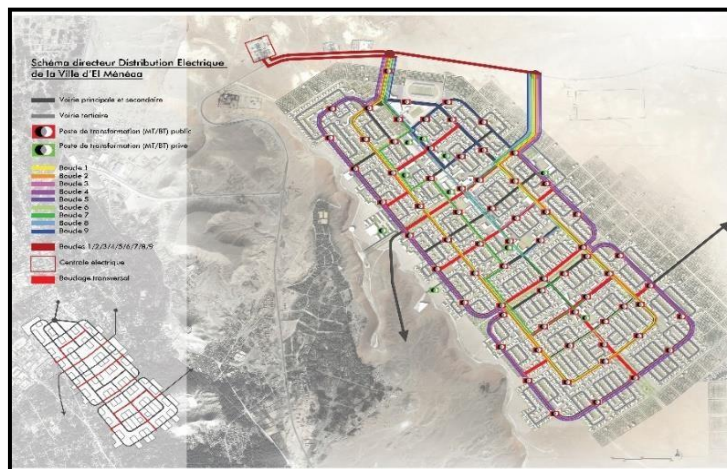 Schéma directeur Distribution Electrique
de la Ville d'El Ménéaa
Voirie principale et secondaire
Voirie tertiaire
Poste de transformation (MT/BT) public
Poste de transformation (MT/BT) privé
Boucle 1
Boucle 2
Boucle 3
Boucle 4
Boucle 5
Boucle 6
Boucle 7
Boucle 8
Boucle 9
Boucles 1/2/3/4/5/6/7/8/9
Centrale électrique
Bouclage transversal